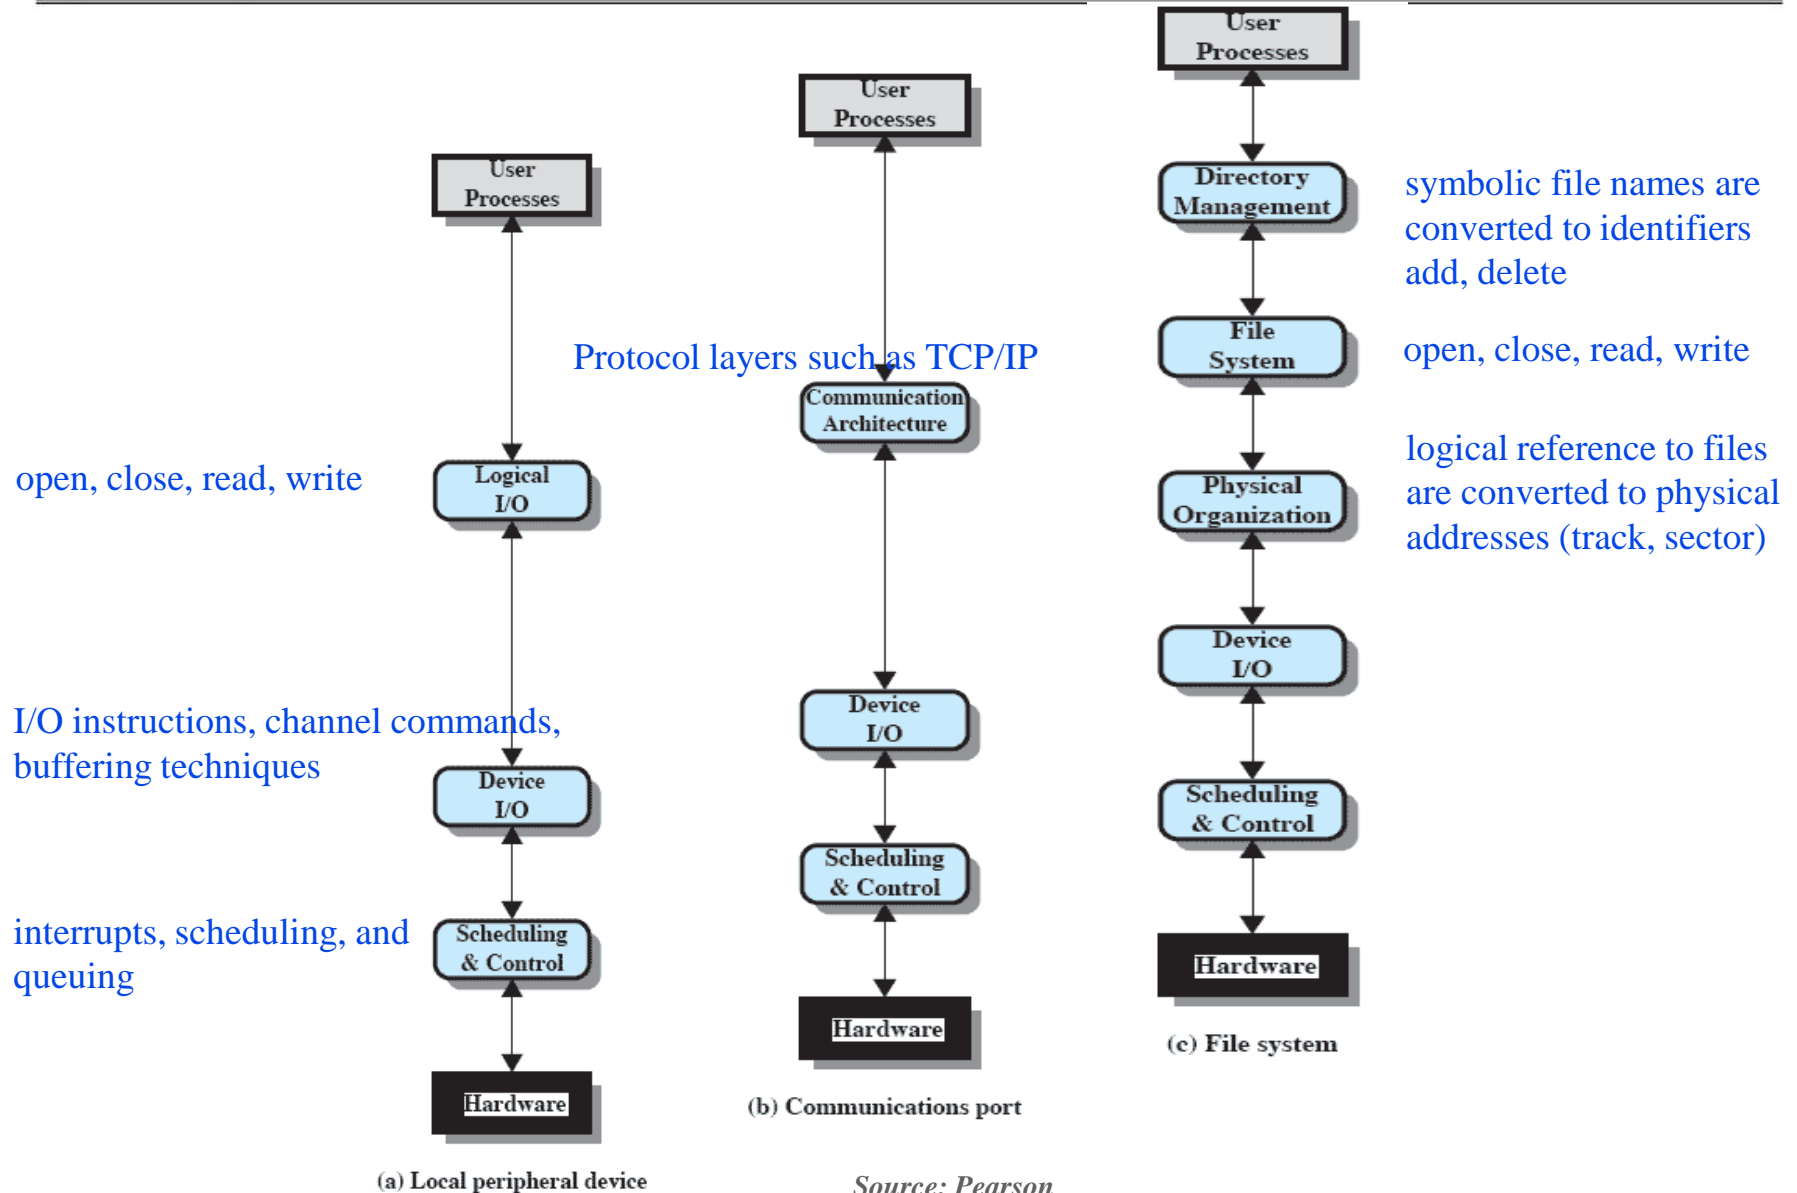 User
Processes
open, close, read, write
Logical
I/O
I/O instructions, channel commands,
buffering techniques
Device
I/O
interrupts, scheduling, and
queuing
Scheduling
& Control
Hardware
(a) Local peripheral device
User
Processes
Protocol layers such as TCP/IP
Communication
Architecture
Device
I/O
Scheduling
& Control
Hardware
(b) Communications port
User
Processes
Directory
Management
symbolic file names are
converted to identifiers
add, delete
File
System
open, close, read, write
Physical
Organization
logical reference to files
are converted to physical
addresses (track, sector)
Device
I/O
Scheduling
& Control
Hardware
(c) File system
Source: Pearson